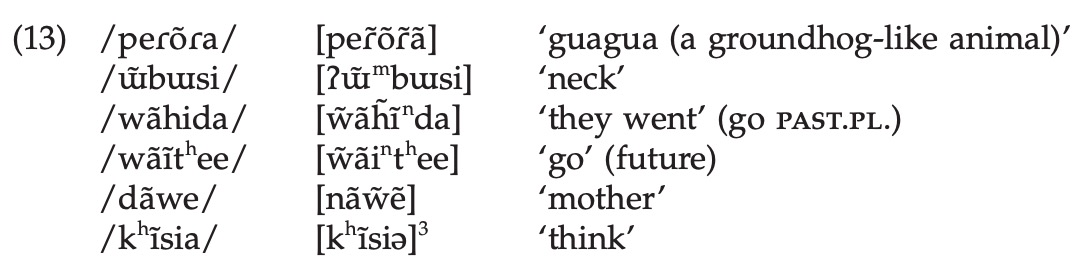 (13) /peɾõɾa/ [peɾ̃õɾ̃ã] ‘guagua (a groundhog-like animal)’
/ɯ̃bɯsi/ [ʔɯ̃ᵐbɯsi] ‘neck’
/wãhida/ [w̃ãh̃ĩⁿda] ‘they went’ (go PAST.PL.)
/wãĩtʰee/ [w̃ãiⁿtʰee] ‘go’ (future)
/dãwe/ [nãw̃ẽ] ‘mother’
/kʰĩsia/ [kʰĩsiə]³ ‘think’